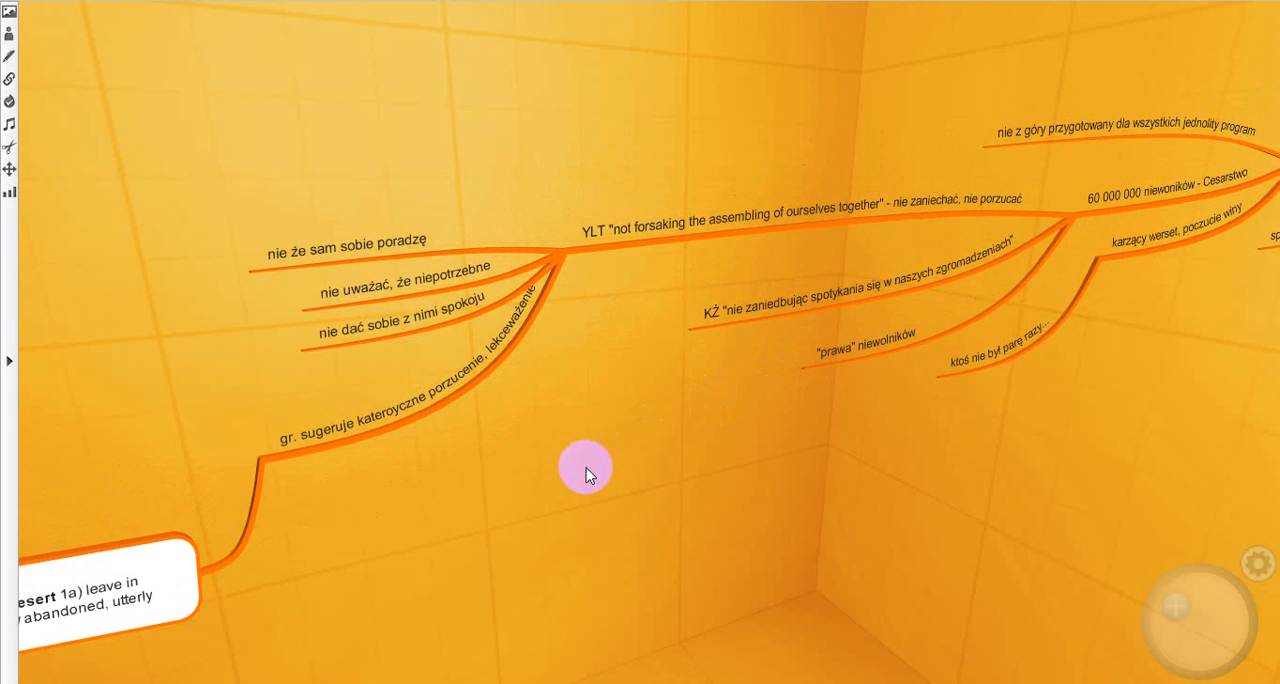 nie z góry przygotowany dla wszystkich jednolity program
60 000 000 niewoników - Cesarstwo
YLT "not forsaking the assembling of ourselves together" - nie zaniechać, nie porzucać
karzący werset, poczucie winy
sp
nie że sam sobie poradzę
KŻ "nie zaniedbując spotykania się w naszych zgromadzeniach"
nie uważać, że niepotrzebne
nie dać sobie z nimi spokoju
"prawa" niewolników
ktoś nie był parę razy...
gr. sugeruje kateroyczne porzucenie, lekceważenie
esert 1a) leave in
abandoned, utterly